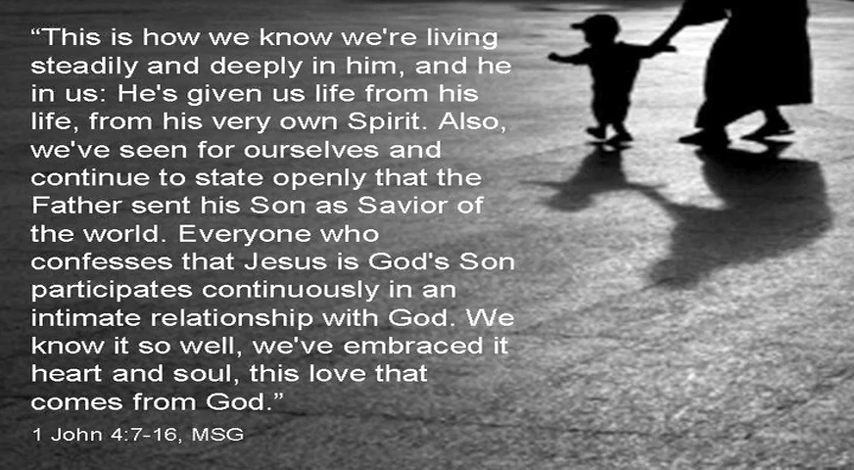 “This is how we know we're living
steadily and deeply in him, and he
in us: He's given us life from his
life, from his very own Spirit. Also,
we've seen for ourselves and
continue to state openly that the
Father sent his Son as Savior of
the world. Everyone who
confesses that Jesus is God's Son
participates continuously in an
intimate relationship with God. We
know it so well, we've embraced it
heart and soul, this love that
comes from God.”
1 John 4:7-16, MSG